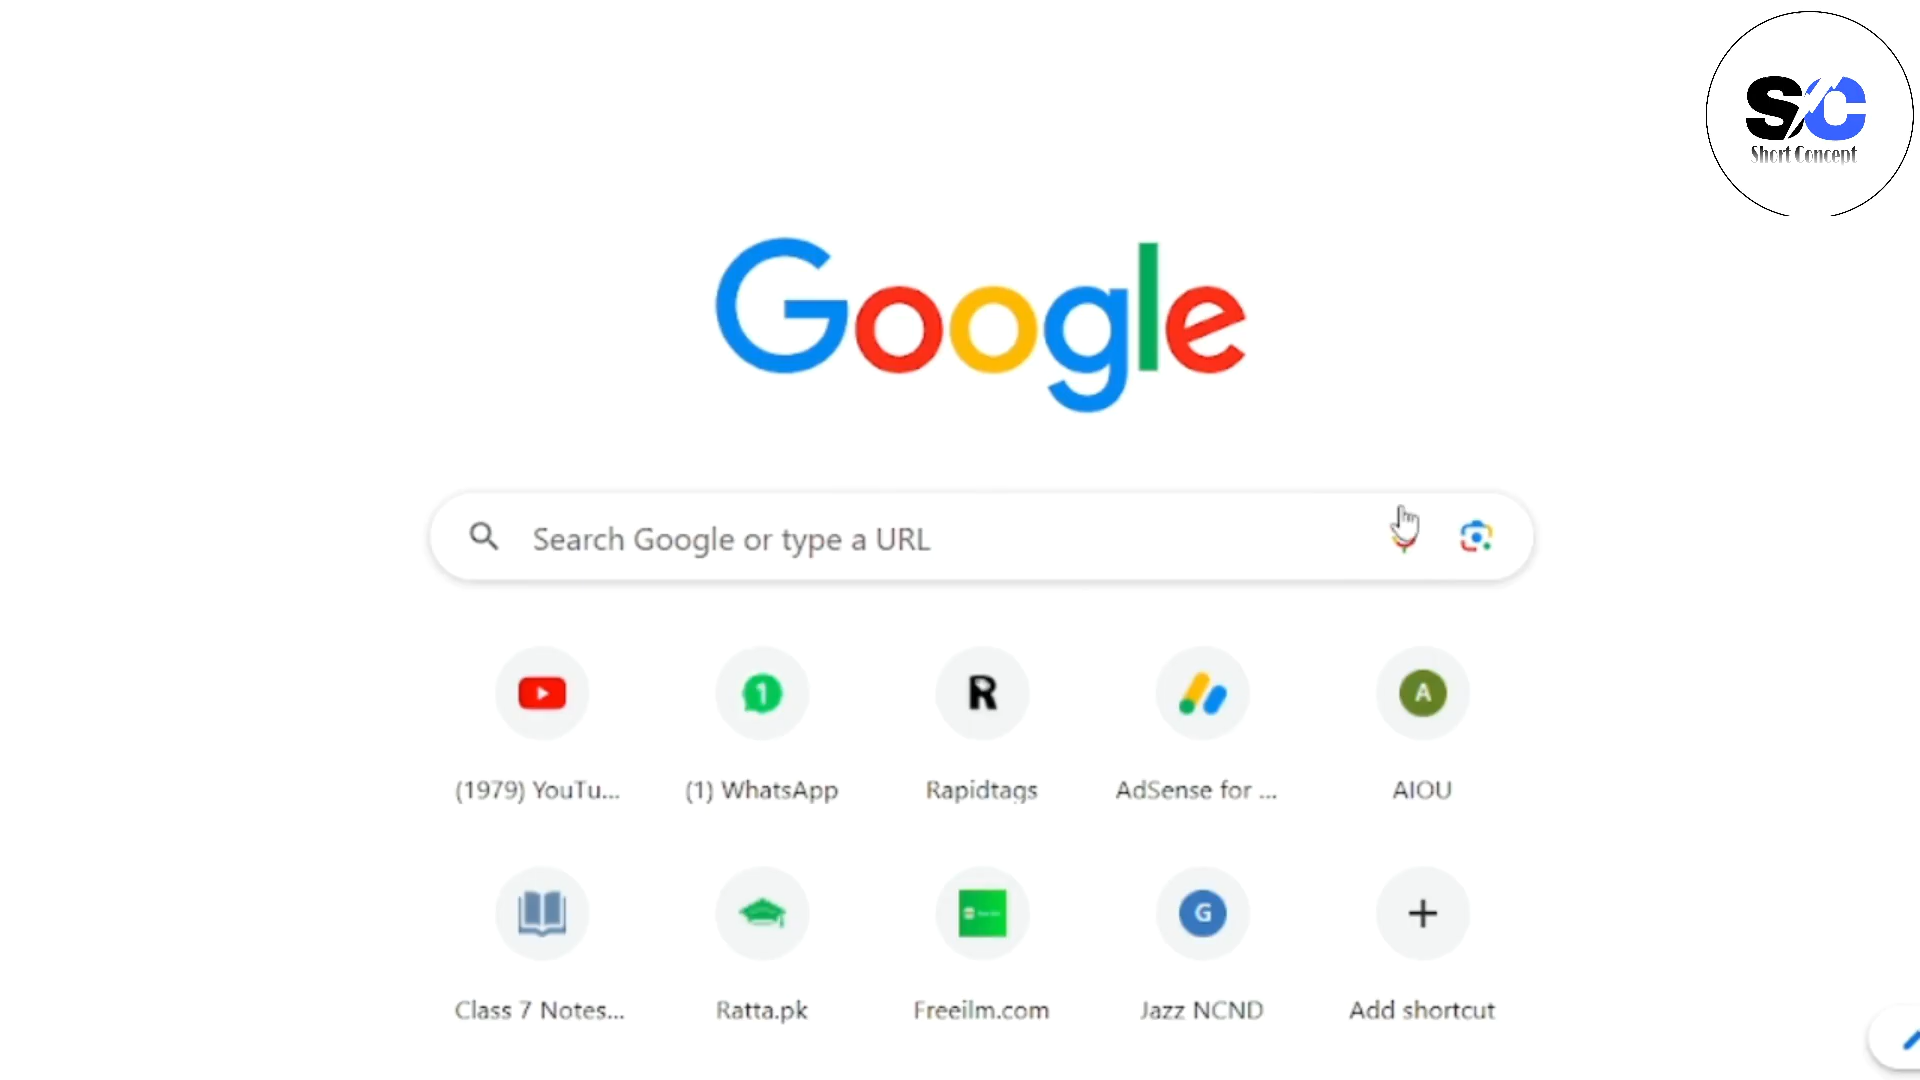 SC
Short Concept
Google
Search Google or type a URL
1
R
A
(1979) YouTu...
(1) WhatsApp
Rapidtags
AdSense for ...
AIOU
G
Class 7 Notes...
Ratta.pk
Freeilm.com
Jazz NCND
Add shortcut